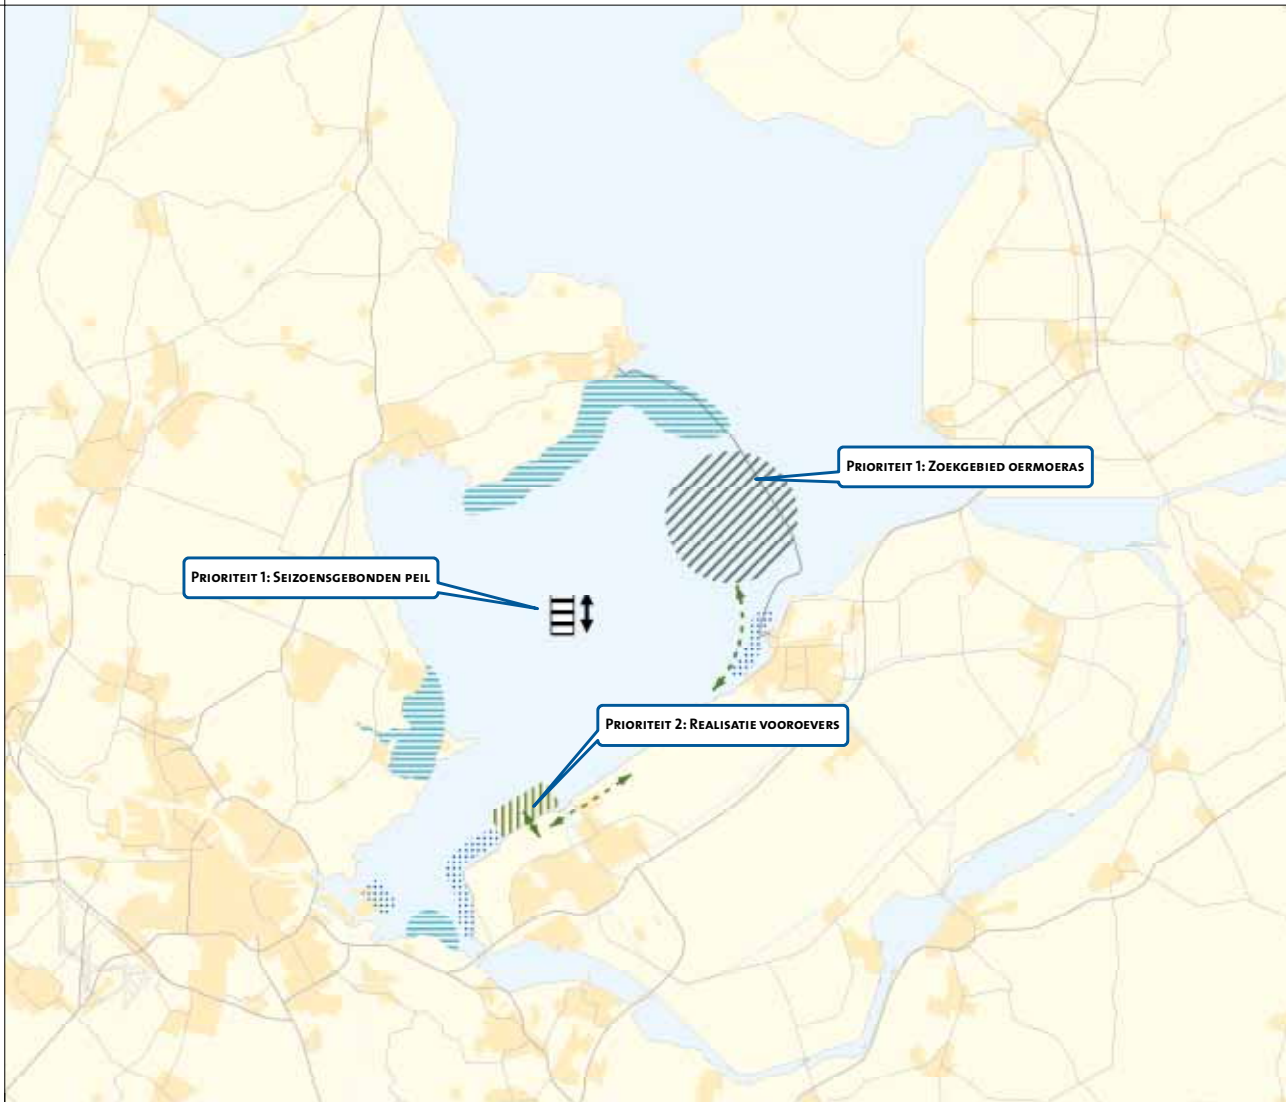 Prioriteit 1: Zoekgebied oermoeras
Prioriteit 1: Seizoensgebonden peil
Prioriteit 2: Realisatie vooroevers